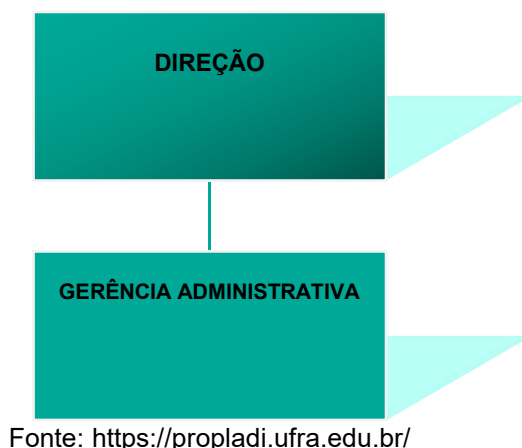 DIREÇÃO
GERÊNCIA ADMINISTRATIVA
Fonte: https://propladi.ufra.edu.br/